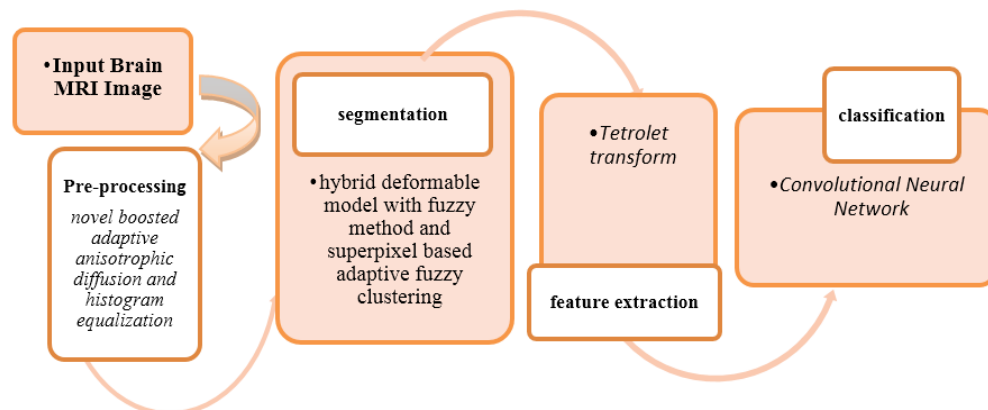 •Input Brain
MRI Image
Pre-processing
novel boosted
adaptive
anisotrophic
diffusion and
histogram
equalization
segmentation
•hybrid deformable
model with fuzzy
method and
superpixel based
adaptive fuzzy
clustering
•Tetrolet
transform
feature extraction
classification
•Convolutional Neural
Network